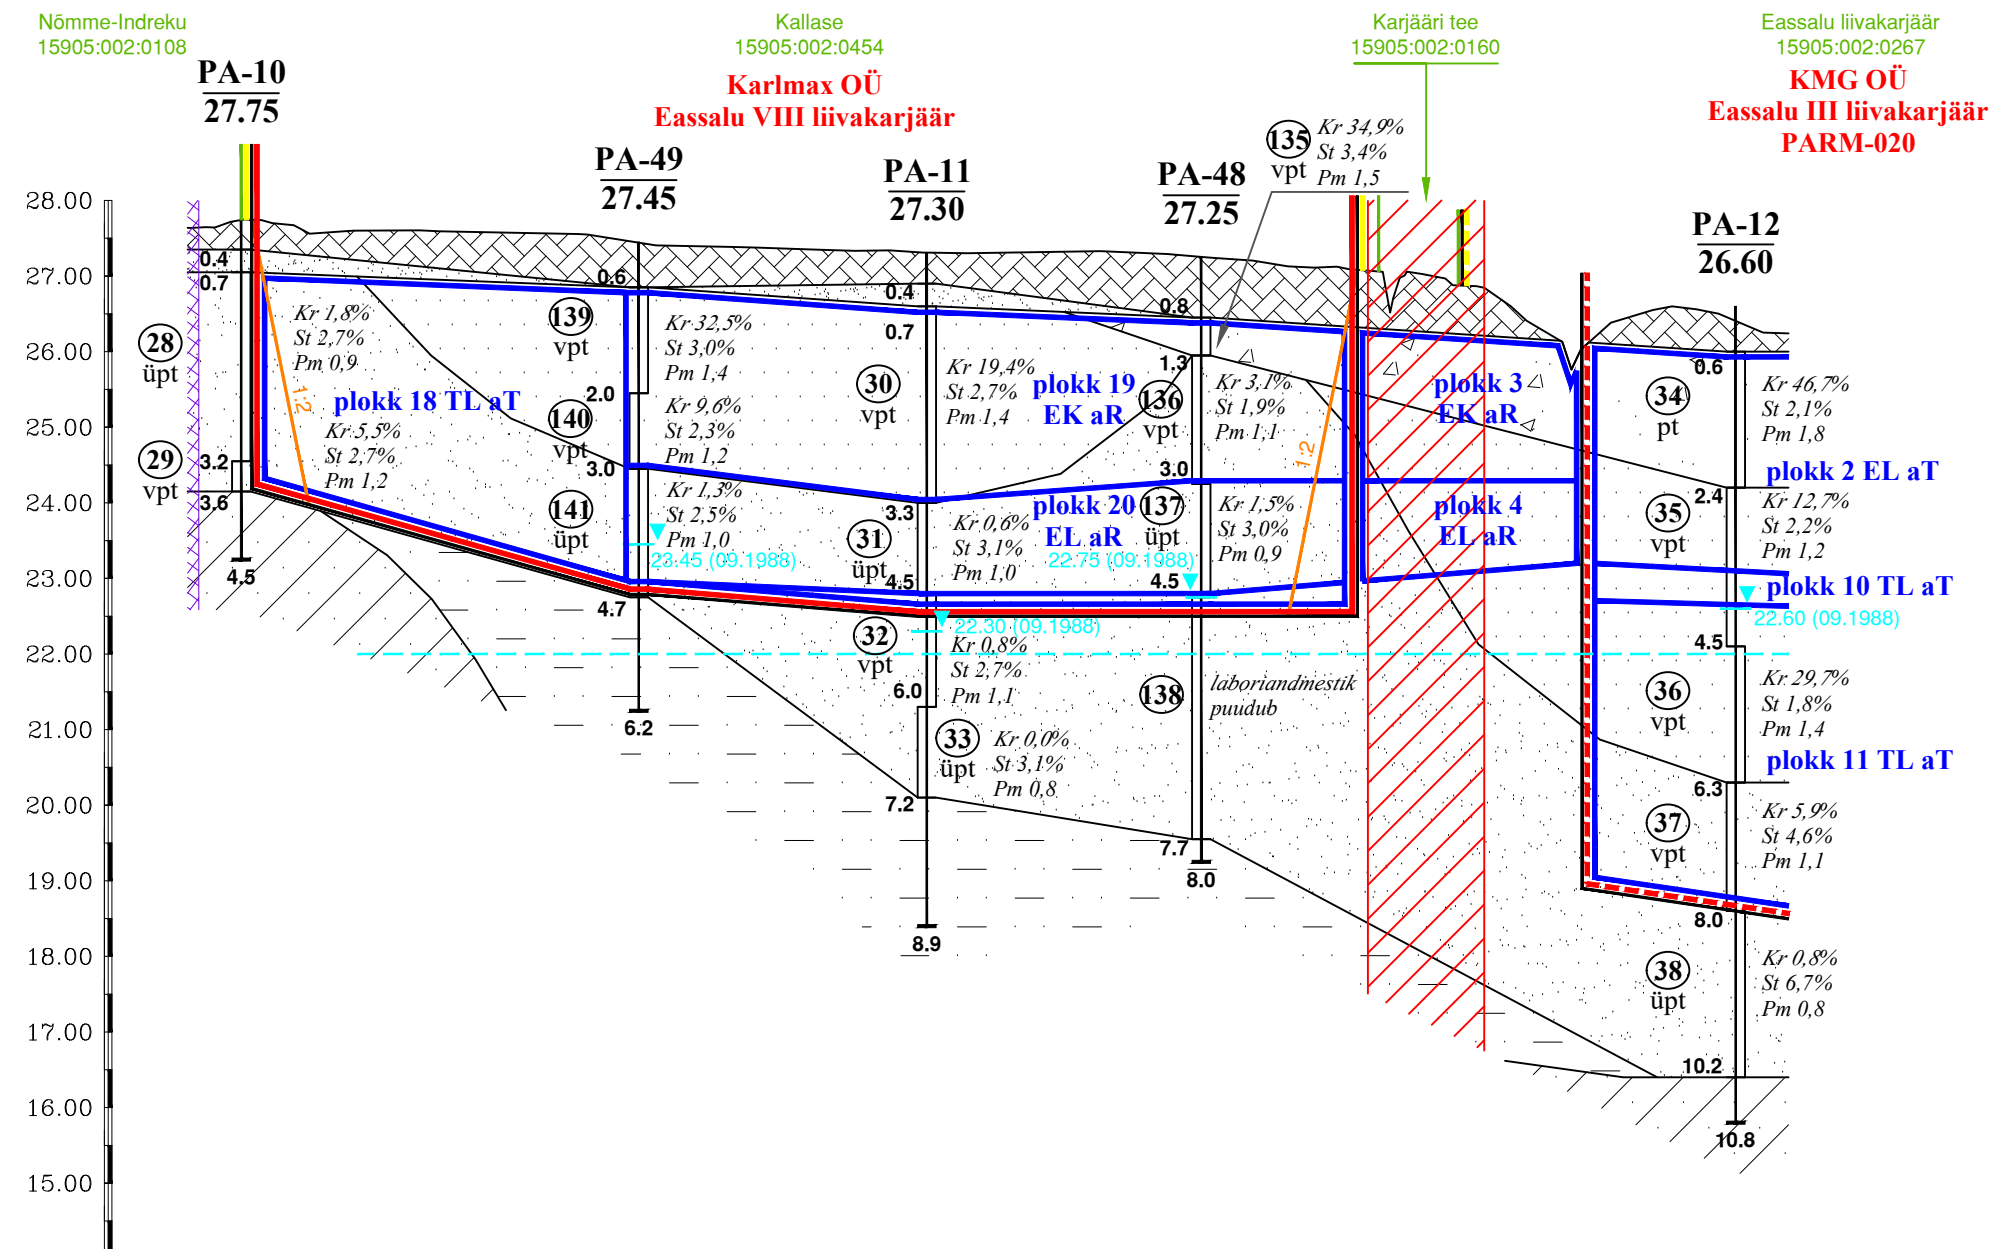 Nõmme-Indreku
15905:002:0108
Kallase
15905:002:0454
Karjääri tee
15905:002:0160
Eassalu liivakarjäär
15905:002:0267
PA-10
27.75
Karlmax OÜ
Eassalu VIII liivakarjäär
KMG OÜ
Eassalu III liivakarjäär
PARM-020
PA-49
27.45
PA-11
27.30
PA-48
27.25
PA-12
26.60
135
vpt
Kr 34,9%
St 3,4%
Pm 1,5
28.00
27.00
26.00
25.00
24.00
23.00
22.00
21.00
20.00
19.00
18.00
17.00
16.00
15.00
0.4
0.7
3.2
3.6
4.5
28
üpt
29
vpt
Kr 1,8%
St 2,7%
Pm 0,9
1:2
plokk 18 TL aT
Kr 5,5%
St 2,7%
Pm 1,2
0.6
2.0
3.0
4.7
6.2
139
vpt
140
vpt
141
üpt
Kr 32,5%
St 3,0%
Pm 1,4
Kr 9,6%
St 2,3%
Pm 1,2
Kr 1,3%
St 2,5%
Pm 1,0
23.45 (09.1988)
0.4
0.7
3.3
4.5
6.0
7.2
8.9
30
vpt
31
üpt
32
vpt
33
üpt
Kr 19,4%
St 2,7%
Pm 1,4
Kr 0,6%
St 3,1%
Pm 1,0
22.30 (09.1988)
Kr 0,8%
St 2,7%
Pm 1,1
Kr 0,0%
St 3,1%
Pm 0,8
plokk 19
EK aR
plokk 20
EL aR
22.75 (09.1988)
0.8
1.3
3.0
4.5
7.7
8.0
136
vpt
137
üpt
138
Kr 3,1%
St 1,9%
Pm 1,1
Kr 1,5%
St 3,0%
Pm 0,9
laboriandmestik
puudub
1:2
plokk 3
EK aR
plokk 4
EL aR
0.6
2.4
4.5
6.3
8.0
10.2
10.8
34
pt
35
vpt
36
vpt
37
vpt
38
üpt
Kr 46,7%
St 2,1%
Pm 1,8
plokk 2 EL aT
Kr 12,7%
St 2,2%
Pm 1,2
plokk 10 TL aT
22.60 (09.1988)
Kr 29,7%
St 1,8%
Pm 1,4
plokk 11 TL aT
Kr 5,9%
St 4,6%
Pm 1,1
Kr 0,8%
St 6,7%
Pm 0,8